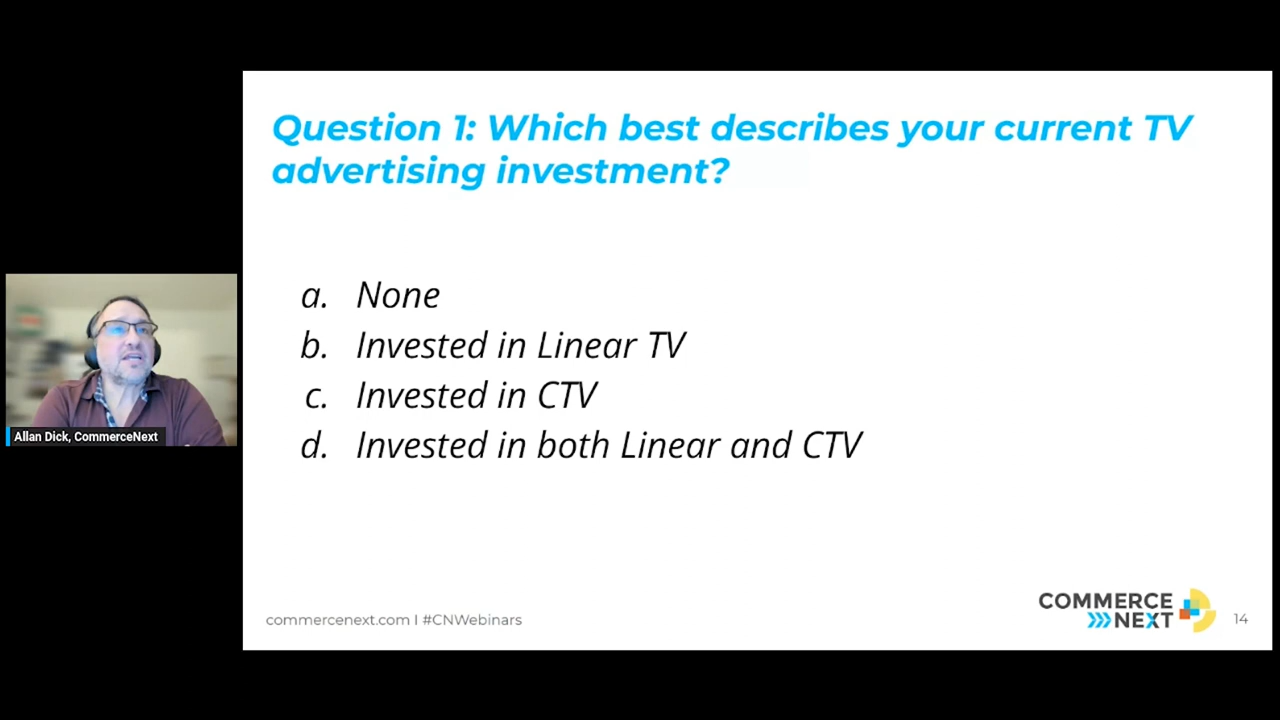 Question 1: Which best describes your current TV
advertising investment?
a. None
b. Invested in Linear TV
c. Invested in CTV
d. Invested in both Linear and CTV
Allan Dick, CommerceNext
commercenext.com I #CNWebinars
COMMERCE
NEXT
14